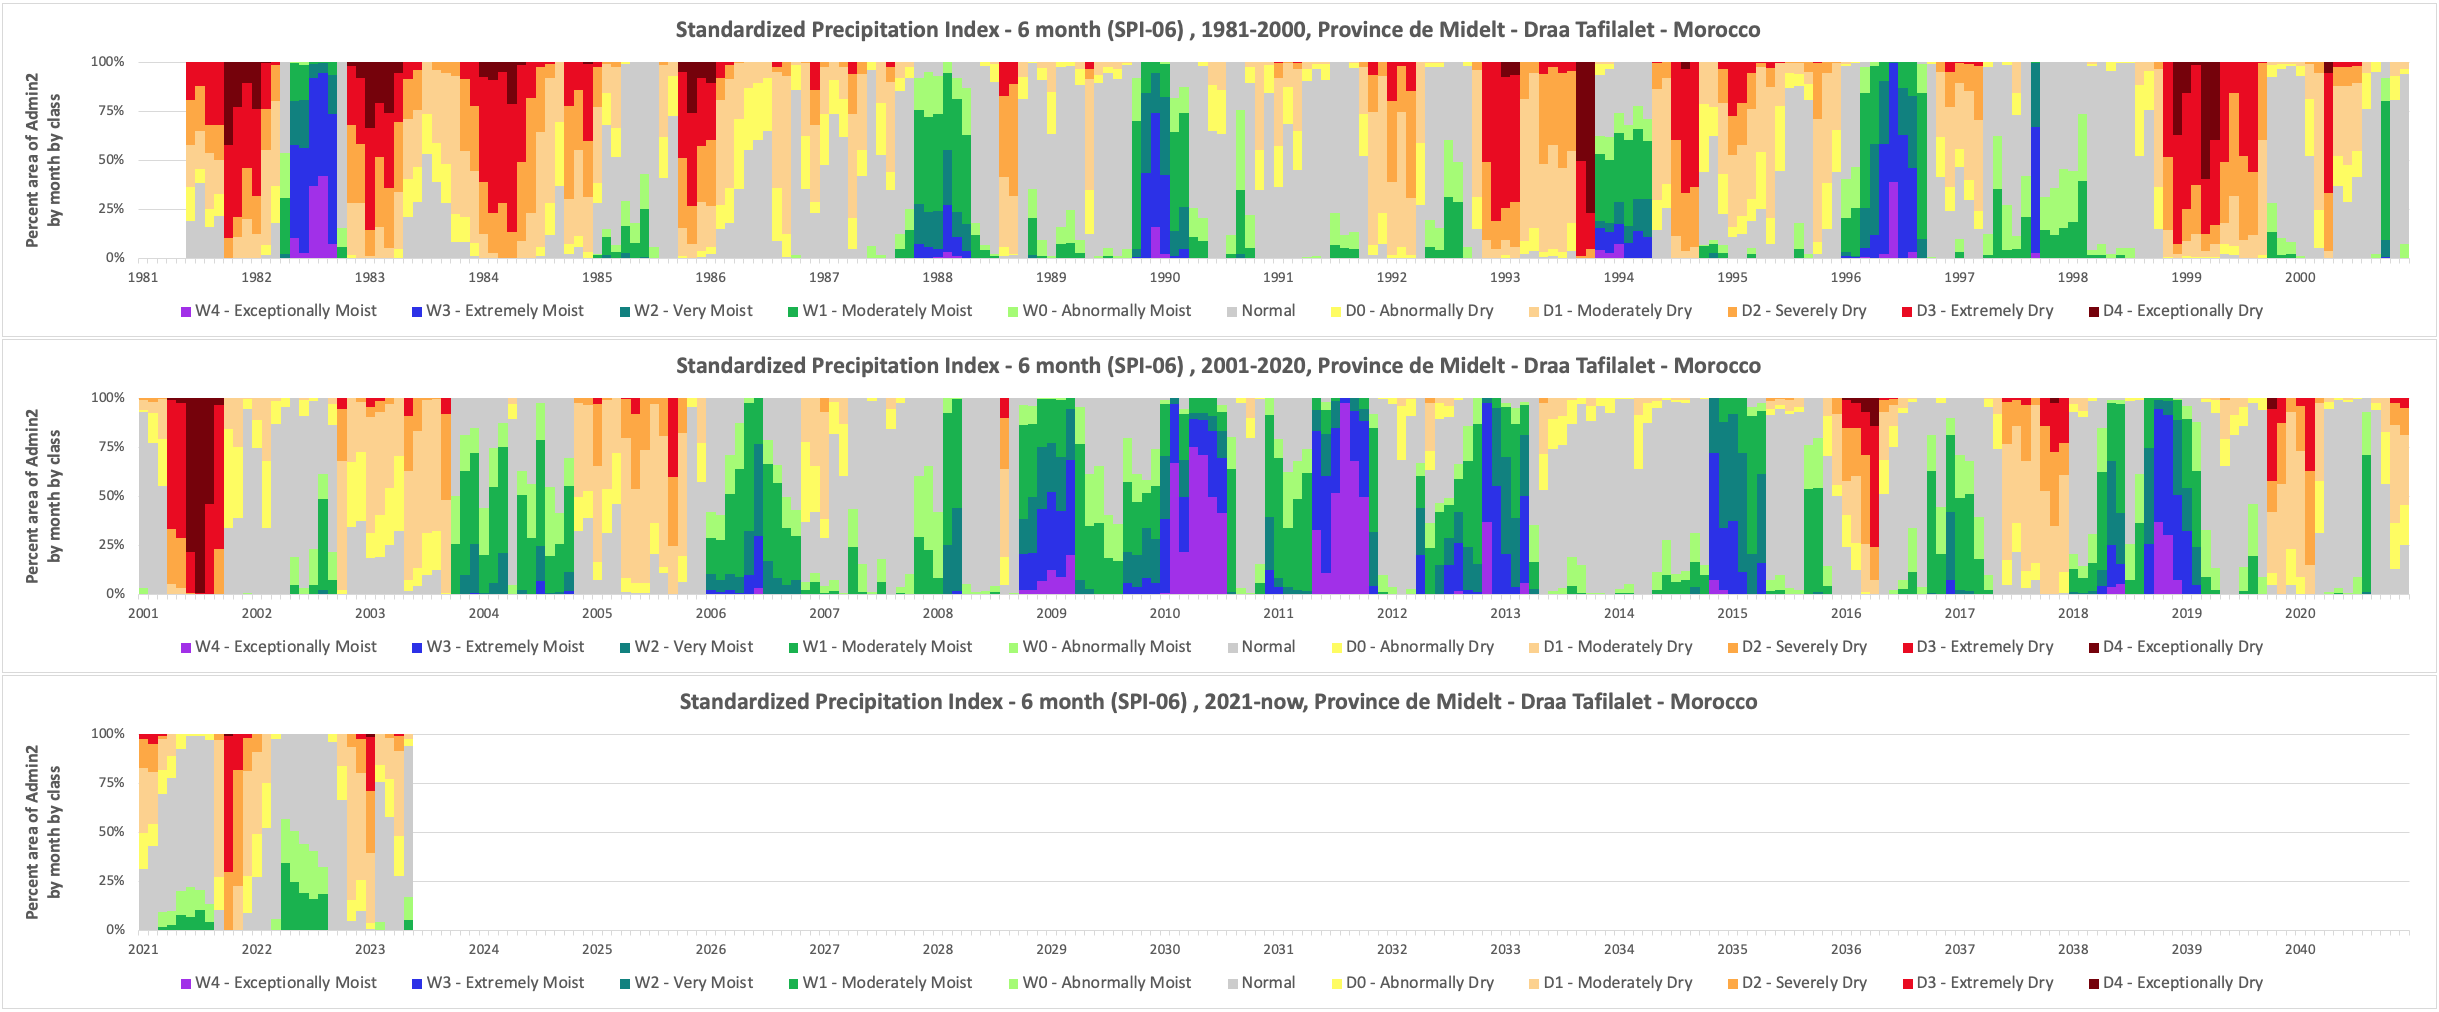 Standardized Precipitation Index - 6 month (SPI-06) , 1981-2000, Province de Midelt - Draa Tafilalet - Morocco
Percent area of Admin2
by month by class
100%
75%
50%
25%
0%
1981 1982 1983 1984 1985 1986 1987 1988 1989 1990 1991 1992 1993 1994 1995 1996 1997 1998 1999 2000
W4 - Exceptionally Moist W3 - Extremely Moist W2 - Very Moist W1 - Moderately Moist W0 - Abnormally Moist Normal D0 - Abnormally Dry D1 - Moderately Dry D2 - Severely Dry D3 - Extremely Dry D4 - Exceptionally Dry
Standardized Precipitation Index - 6 month (SPI-06) , 2001-2020, Province de Midelt - Draa Tafilalet - Morocco
Percent area of Admin2
by month by class
100%
75%
50%
25%
0%
2001 2002 2003 2004 2005 2006 2007 2008 2009 2010 2011 2012 2013 2014 2015 2016 2017 2018 2019 2020
W4 - Exceptionally Moist W3 - Extremely Moist W2 - Very Moist W1 - Moderately Moist W0 - Abnormally Moist Normal D0 - Abnormally Dry D1 - Moderately Dry D2 - Severely Dry D3 - Extremely Dry D4 - Exceptionally Dry
Standardized Precipitation Index - 6 month (SPI-06) , 2021-now, Province de Midelt - Draa Tafilalet - Morocco
Percent area of Admin2
by month by class
100%
75%
50%
25%
0%
2021 2022 2023 2024 2025 2026 2027 2028 2029 2030 2031 2032 2033 2034 2035 2036 2037 2038 2039 2040
W4 - Exceptionally Moist W3 - Extremely Moist W2 - Very Moist W1 - Moderately Moist W0 - Abnormally Moist Normal D0 - Abnormally Dry D1 - Moderately Dry D2 - Severely Dry D3 - Extremely Dry D4 - Exceptionally Dry